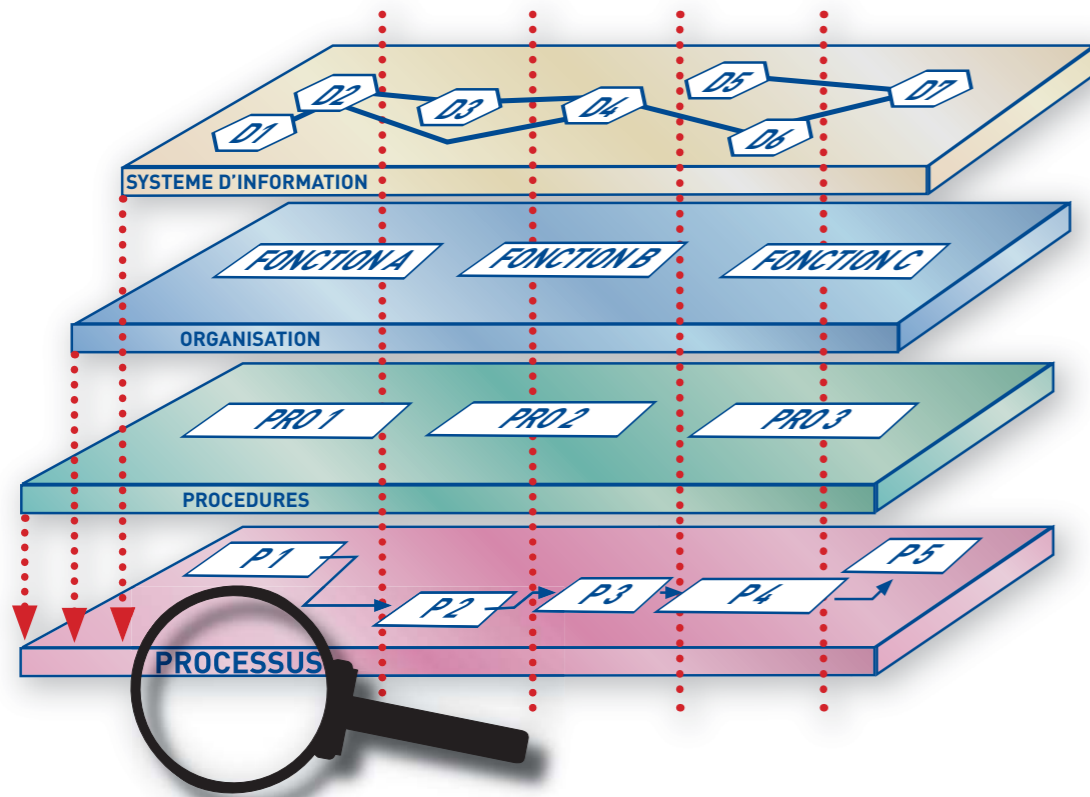 D1
D2
D3
D4
D5
D6
D7
SYSTEME D'INFORMATION
FONCTION A
FONCTION B
FONCTION C
ORGANISATION
PRO 1
PRO 2
PRO 3
PROCEDURES
P1
P2
P3
P4
P5
PROCESSUS